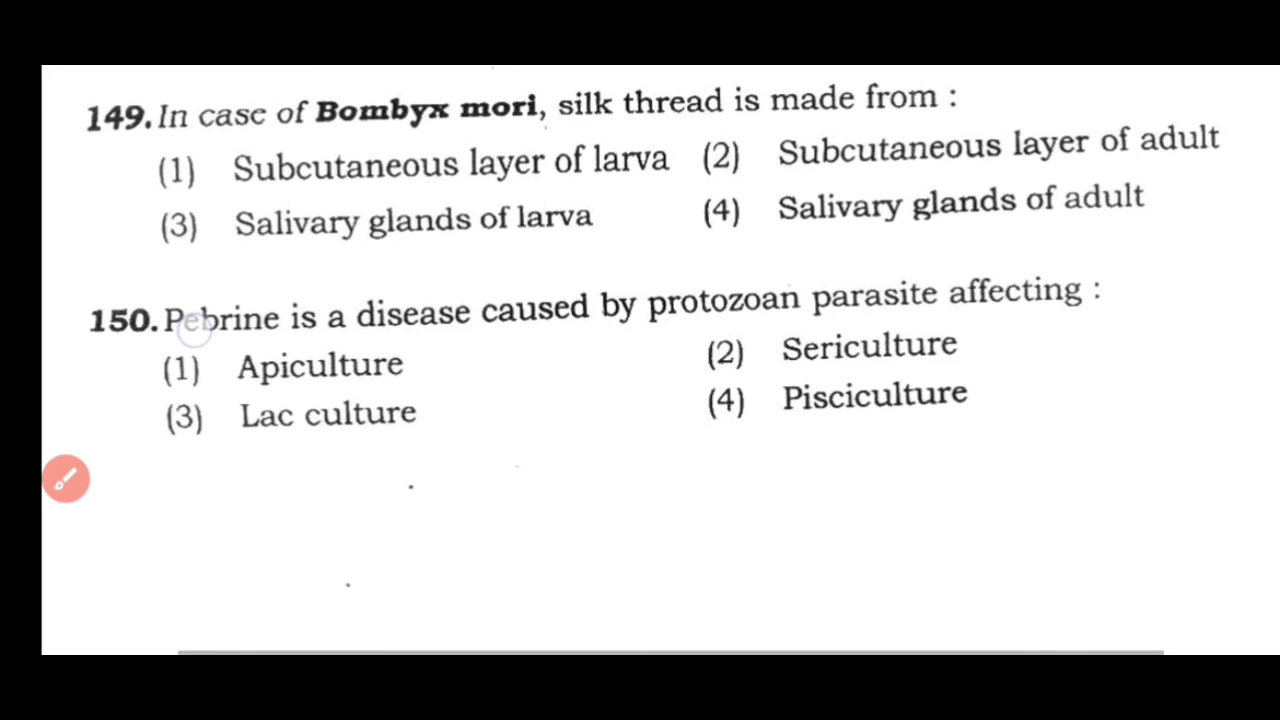 149. In case of Bombyx mori, silk thread is made from :
(1) Subcutaneous layer of larva (2) Subcutaneous layer of adult
(3) Salivary glands of larva (4) Salivary glands of adult
150. Pebrine is a disease caused by protozoan parasite affecting :
(1) Apiculture (2) Sericulture
(3) Lac culture (4) Pisciculture